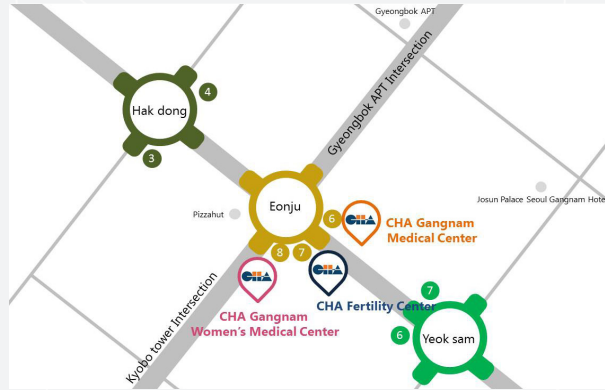 Gyeongbok APT
4
Hak dong
Gyeongbok APT Intersection
3
Eonju
Josun Palace Seoul Gangnam Hote
Pizzahut
6
CHA
CHA Gangnam
Medical Center
8
7
CHA
CHA
CHA Fertility Center
CHA Gangnam
Women's Medical Center
Kyobo tower Intersection
7
6
Yeok sam